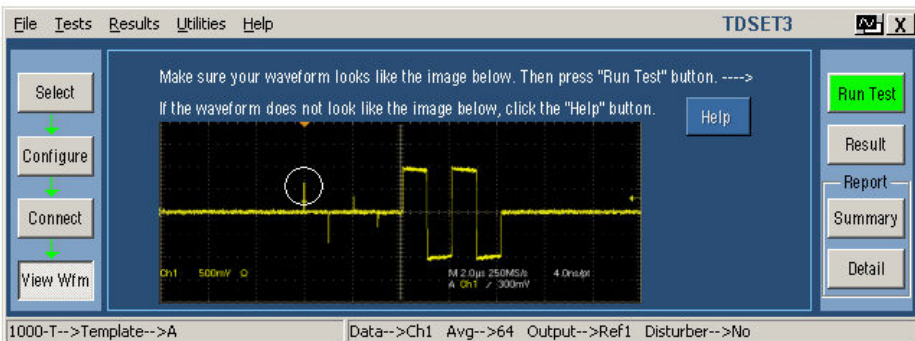 File Tests Results Utilities Help TDSET3 X
Make sure your waveform looks like the image below. Then press "Run Test" button. ---->
If the waveform does not look like the image below, click the "Help" button.
Help
Select
Configure
Connect
View Wfm
Ch1 500mV Ω
M 2.0µs 250MS/s 4.0ns/pt
A Ch1 / 300mV
Run Test
Result
Report
Summary
Detail
1000-T-->Template-->A
Data-->Ch1 Avg-->64 Output-->Ref1 Disturber-->No